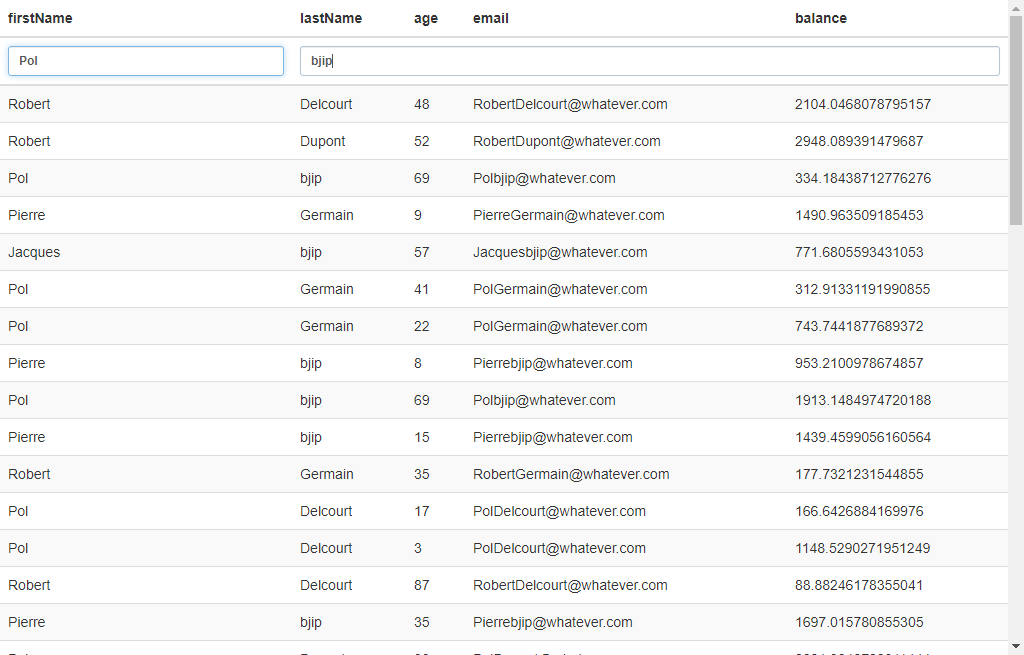 firstName lastName age email balance
Pol bjip
Robert Delcourt 48 RobertDelcourt@whatever.com 2104.0468078795157
Robert Dupont 52 RobertDupont@whatever.com 2948.089391479687
Pol bjip 69 Polbjip@whatever.com 334.18438712776276
Pierre Germain 9 PierreGermain@whatever.com 1490.963509185453
Jacques bjip 57 Jacquesbjip@whatever.com 771.6805593431053
Pol Germain 41 PolGermain@whatever.com 312.91331191990855
Pol Germain 22 PolGermain@whatever.com 743.7441877689372
Pierre bjip 8 Pierrebjip@whatever.com 953.2100978674857
Pol bjip 69 Polbjip@whatever.com 1913.1484974720188
Pierre bjip 15 Pierrebjip@whatever.com 1439.4599056160564
Robert Germain 35 RobertGermain@whatever.com 177.7321231544855
Pol Delcourt 17 PolDelcourt@whatever.com 166.6426884169976
Pol Delcourt 3 PolDelcourt@whatever.com 1148.5290271951249
Robert Delcourt 87 RobertDelcourt@whatever.com 88.88246178355041
Pierre bjip 35 Pierrebjip@whatever.com 1697.015780855305